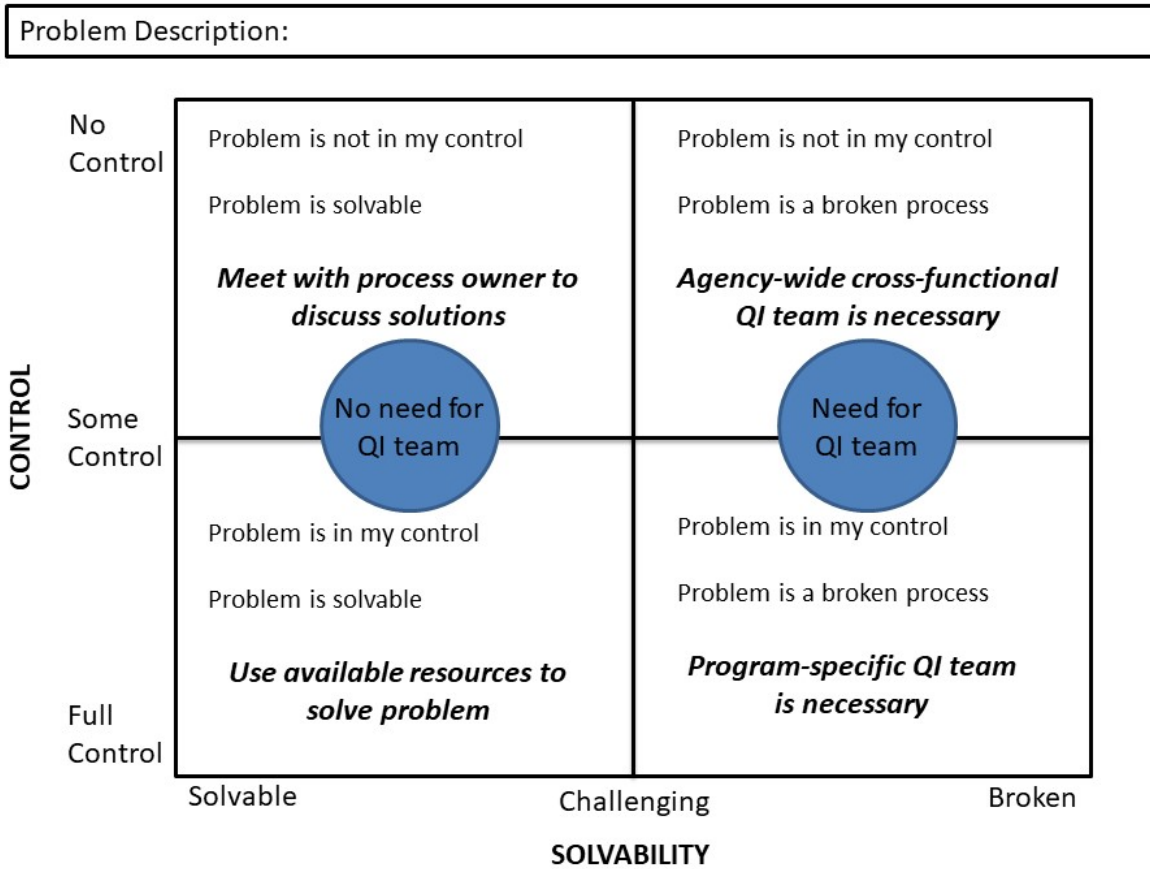 Problem Description:
No
Control
Problem is not in my control
Problem is solvable
Meet with process owner to
discuss solutions
Problem is not in my control
Problem is a broken process
Agency-wide cross-functional
QI team is necessary
CONTROL
Some
Control
No need for
QI team
Need for
QI team
Problem is in my control
Problem is solvable
Use available resources to
solve problem
Problem is in my control
Problem is a broken process
Program-specific QI team
is necessary
Full
Control
Solvable
Challenging
Broken
SOLVABILITY